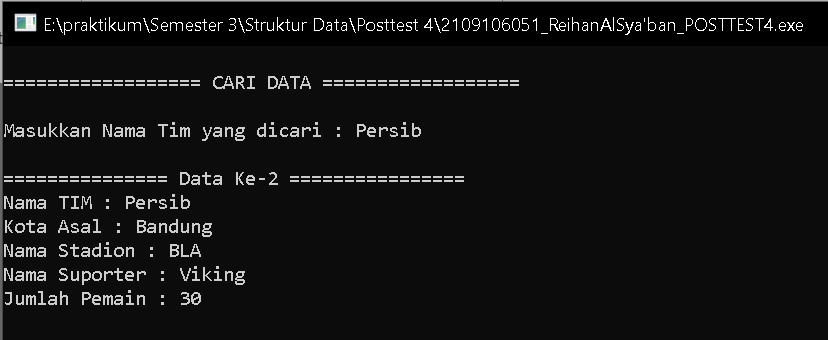 E:\praktikum\Semester 3\Struktur Data\Posttest 4\2109106051_ReihanAlSya'ban_POSTTEST4.exe
================== CARI DATA ==================
Masukkan Nama Tim yang dicari : Persib
=============== Data Ke-2 ================
Nama TIM : Persib
Kota Asal : Bandung
Nama Stadion : BLA
Nama Suporter : Viking
Jumlah Pemain : 30